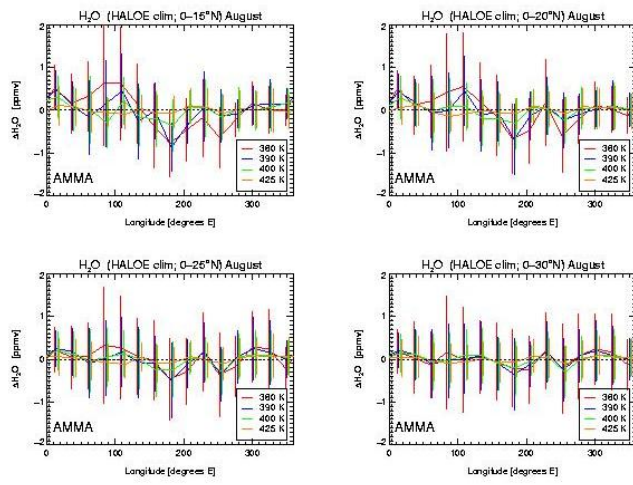 H₂O (HALOE clim; 0–15°N) August
ΔH₂O [ppmv]
2
1
0
−1
−2
0
100
200
300
AMMA
380 K
390 K
400 K
425 K
Longitude [degrees E]
H₂O (HALOE clim; 0–20°N) August
ΔH₂O [ppmv]
2
1
0
−1
−2
0
100
200
300
AMMA
380 K
390 K
400 K
425 K
Longitude [degrees E]
H₂O (HALOE clim; 0–25°N) August
ΔH₂O [ppmv]
2
1
0
−1
−2
0
100
200
300
AMMA
380 K
390 K
400 K
425 K
Longitude [degrees E]
H₂O (HALOE clim; 0–30°N) August
ΔH₂O [ppmv]
2
1
0
−1
−2
0
100
200
300
AMMA
380 K
390 K
400 K
425 K
Longitude [degrees E]